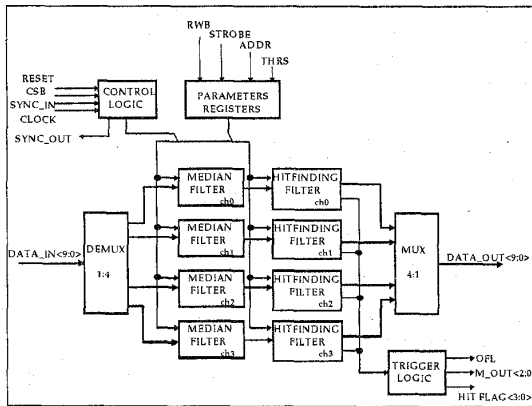 RWB
STROBE
ADDR
THRS
RESET
CSB
SYNC_IN
CLOCK
SYNC_OUT
CONTROL
LOGIC
PARAMETERS
REGISTERS
MEDIAN
FILTER
ch0
HITFINDING
FILTER
ch0
MEDIAN
FILTER
ch1
HITFINDING
FILTER
ch1
DATA_IN<9:0>
DEMUX
1:4
MUX
4:1
DATA_OUT<9:0>
MEDIAN
FILTER
ch2
HITFINDING
FILTER
ch2
MEDIAN
FILTER
ch3
HITFINDING
FILTER
ch3
TRIGGER
LOGIC
OFL
M_OUT<2:0
HIT FLAG<3:0>